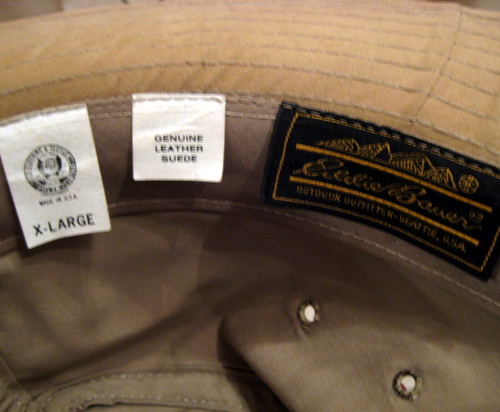 MADE IN U.S.A.
X-LARGE
GENUINE
LEATHER
SUEDE
Eddie Bauer
OUTDOOR OUTFITTER · SEATTLE, U.S.A.